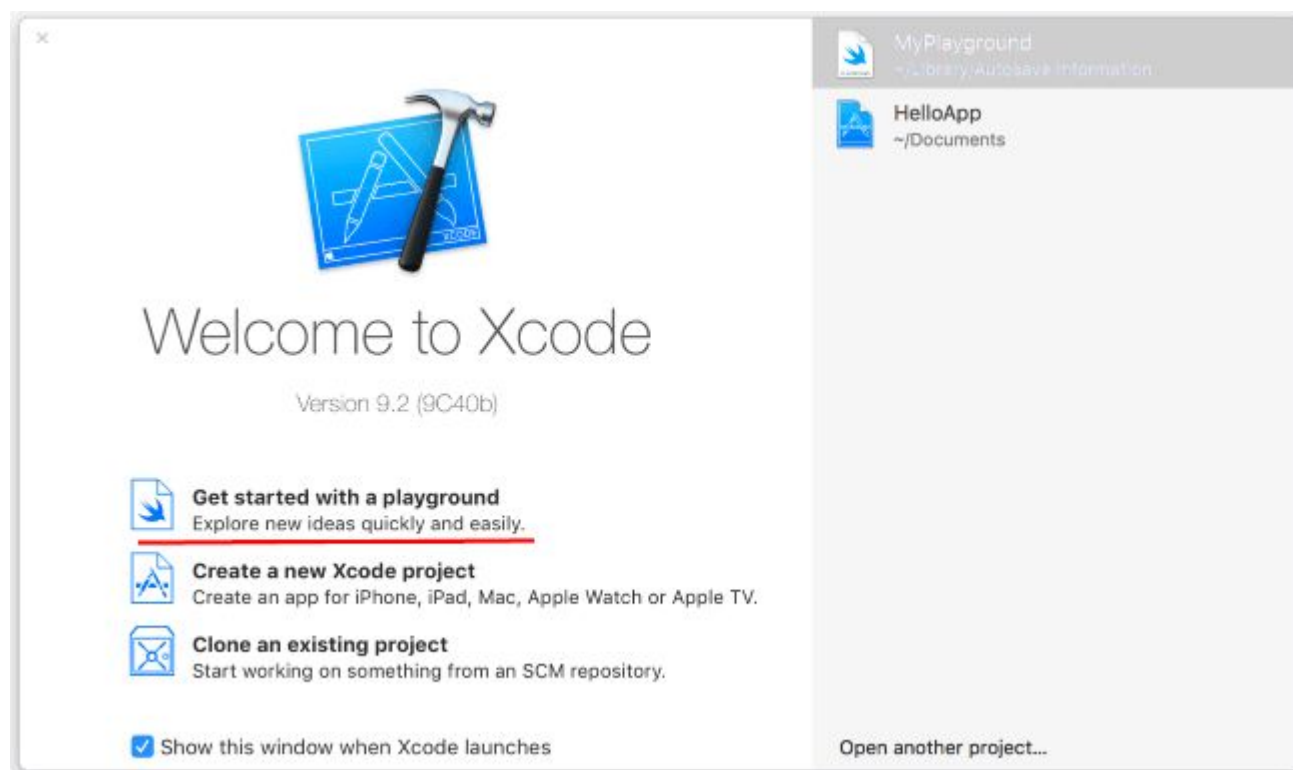 Welcome to Xcode
Version 9.2 (9C40b)
Get started with a playground
Explore new ideas quickly and easily.
Create a new Xcode project
Create an app for iPhone, iPad, Mac, Apple Watch or Apple TV.
Clone an existing project
Start working on something from an SCM repository.
Show this window when Xcode launches
MyPlayground
~/Library/Autosave Information
HelloApp
~/Documents
Open another project...
XCODE